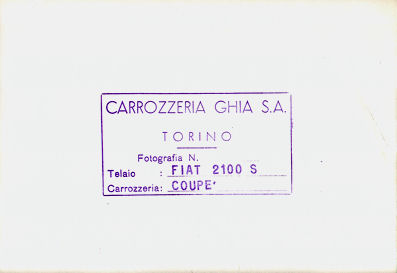 CARROZZERIA GHIA S.A.
TORINO
Fotografia N.
Telaio : FIAT 2100 S
Carrozzeria: COUPE'